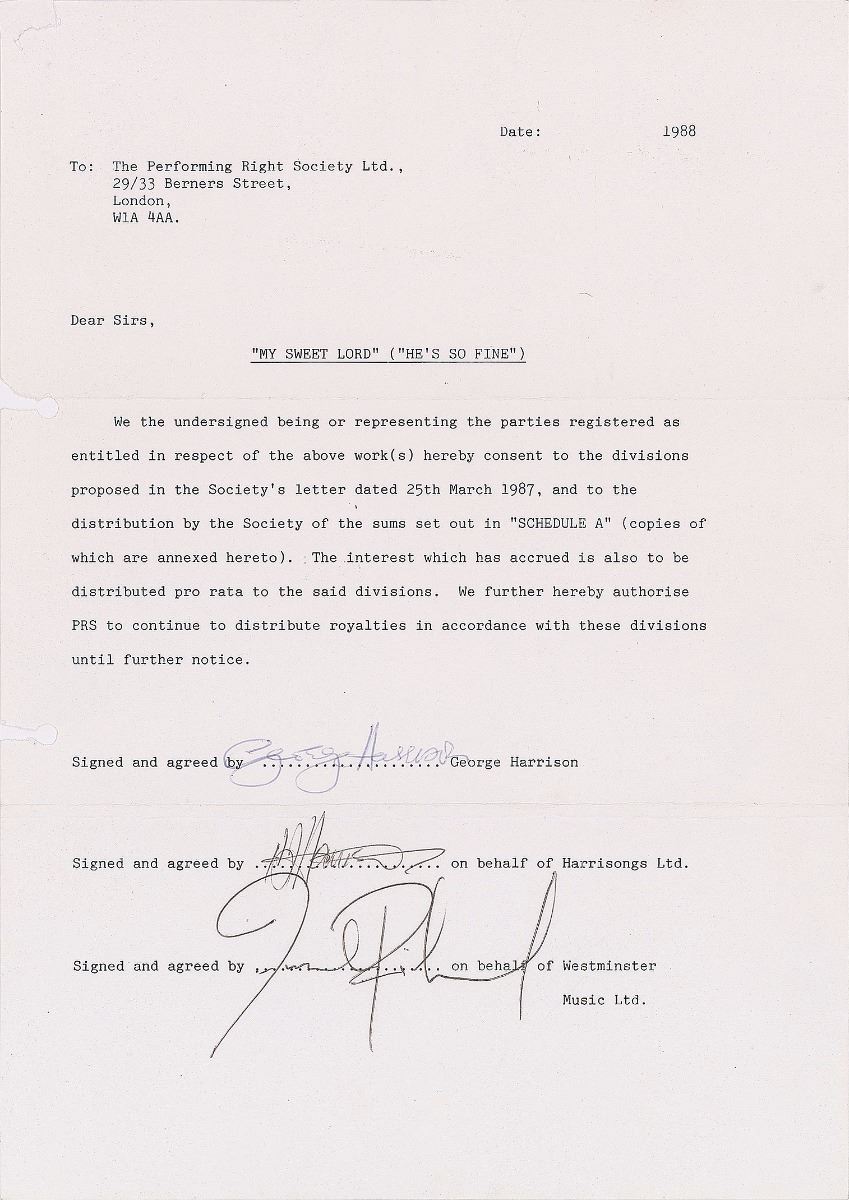 Date: 1988
To: The Performing Right Society Ltd.,
29/33 Berners Street,
London,
W1A 4AA.
Dear Sirs,
"MY SWEET LORD" ("HE'S SO FINE")
We the undersigned being or representing the parties registered as
entitled in respect of the above work(s) hereby consent to the divisions
proposed in the Society's letter dated 25th March 1987, and to the
distribution by the Society of the sums set out in "SCHEDULE A" (copies of
which are annexed hereto). The interest which has accrued is also to be
distributed pro rata to the said divisions. We further hereby authorise
PRS to continue to distribute royalties in accordance with these divisions
until further notice.
Signed and agreed by George Harrison George Harrison
Signed and agreed by on behalf of Harrisongs Ltd.
Signed and agreed by on behalf of Westminster
Music Ltd.